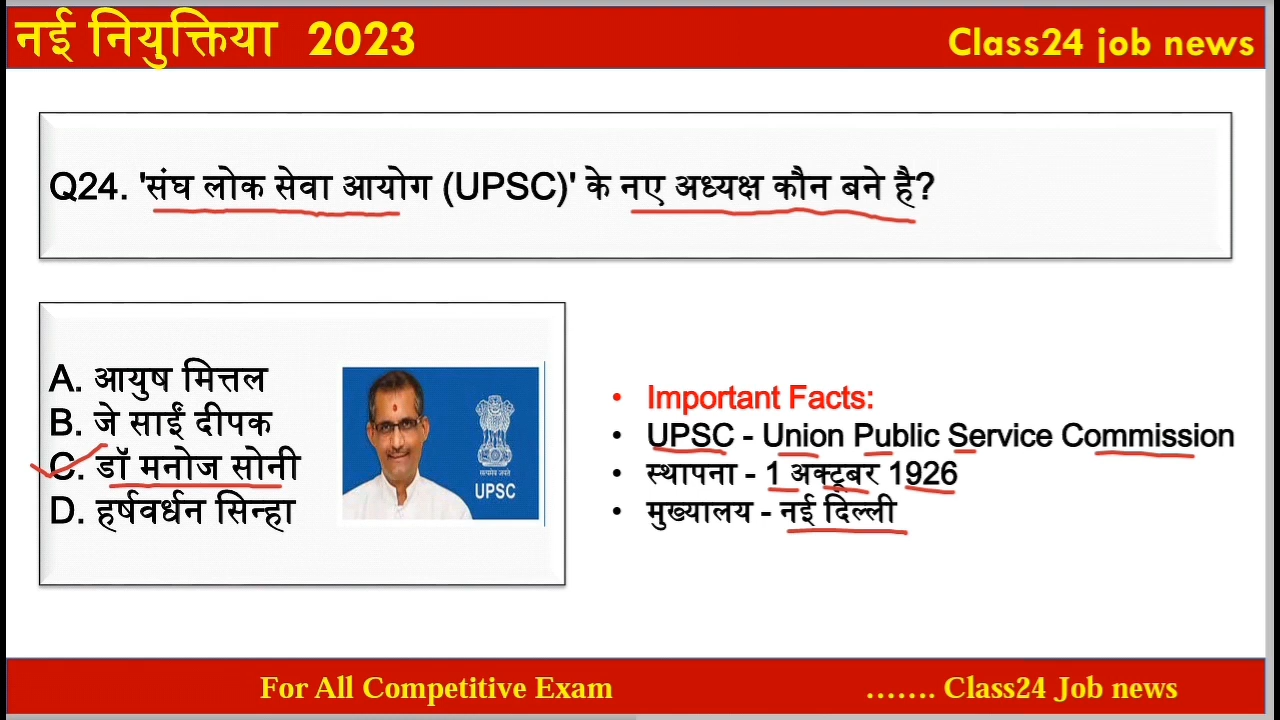 नई नियुक्तिया 2023
Class24 job news
Q24. 'संघ लोक सेवा आयोग (UPSC)' के नए अध्यक्ष कौन बने है?
A. आयुष मित्तल
B. जे साईं दीपक
C. डॉ मनोज सोनी
D. हर्षवर्धन सिन्हा
UPSC
• Important Facts:
• UPSC - Union Public Service Commission
• स्थापना - 1 अक्टूबर 1926
• मुख्यालय - नई दिल्ली
For All Competitive Exam
....... Class24 Job news